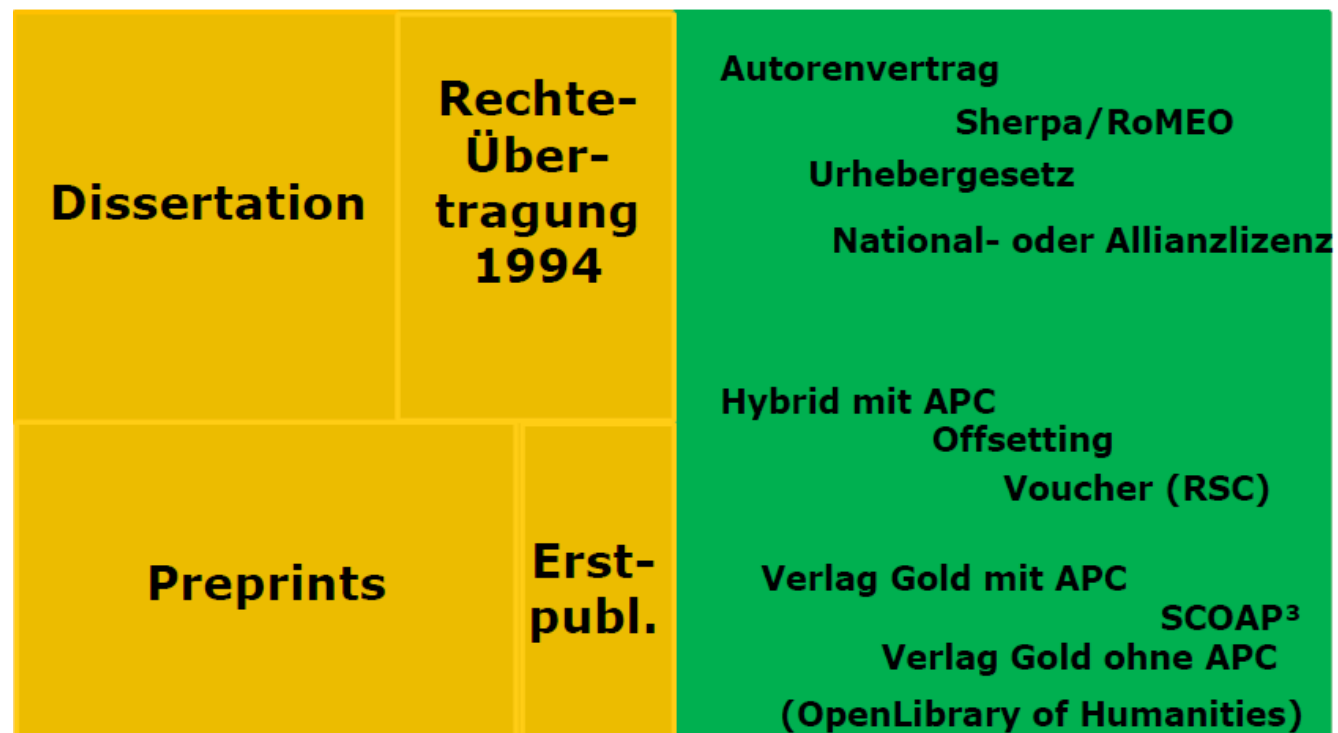 Dissertation
Rechte-
Über-
tragung
1994
Preprints
Erst-
publ.
Autorenvertrag
Sherpa/RoMEO
Urhebergesetz
National- oder Allianzlizenz
Hybrid mit APC
Offsetting
Voucher (RSC)
Verlag Gold mit APC
SCOAP³
Verlag Gold ohne APC
(OpenLibrary of Humanities)